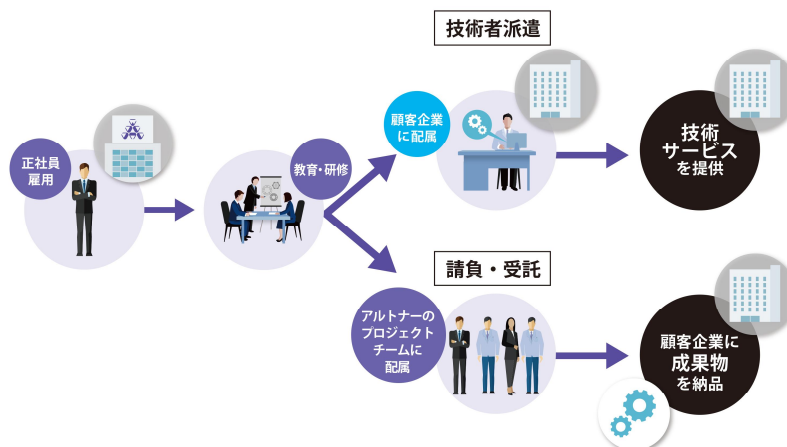 技術者派遣
正社員
雇用
教育・研修
顧客企業
に配属
技術
サービス
を提供
請負・受託
アルトナーの
プロジェクト
チームに
配属
顧客企業に
成果物
を納品